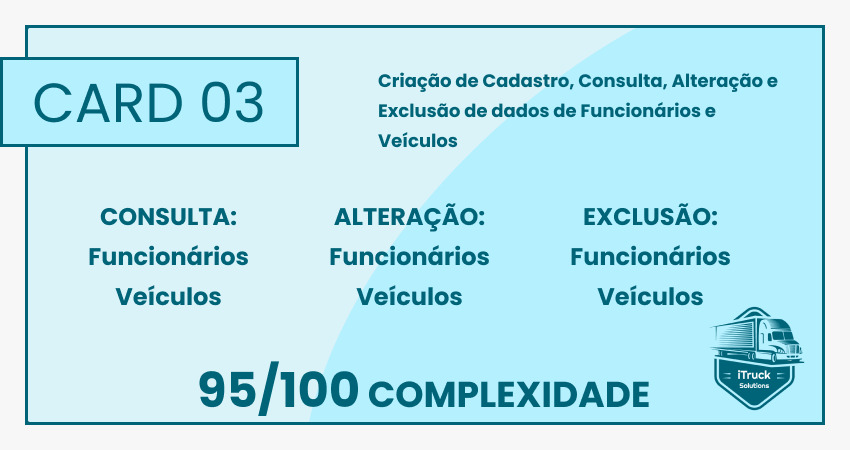 CARD 03
Criação de Cadastro, Consulta, Alteração e
Exclusão de dados de Funcionários e
Veículos
CONSULTA:
Funcionários
Veículos
ALTERAÇÃO:
Funcionários
Veículos
EXCLUSÃO:
Funcionários
Veículos
95/100 COMPLEXIDADE
iTruck
Solutions